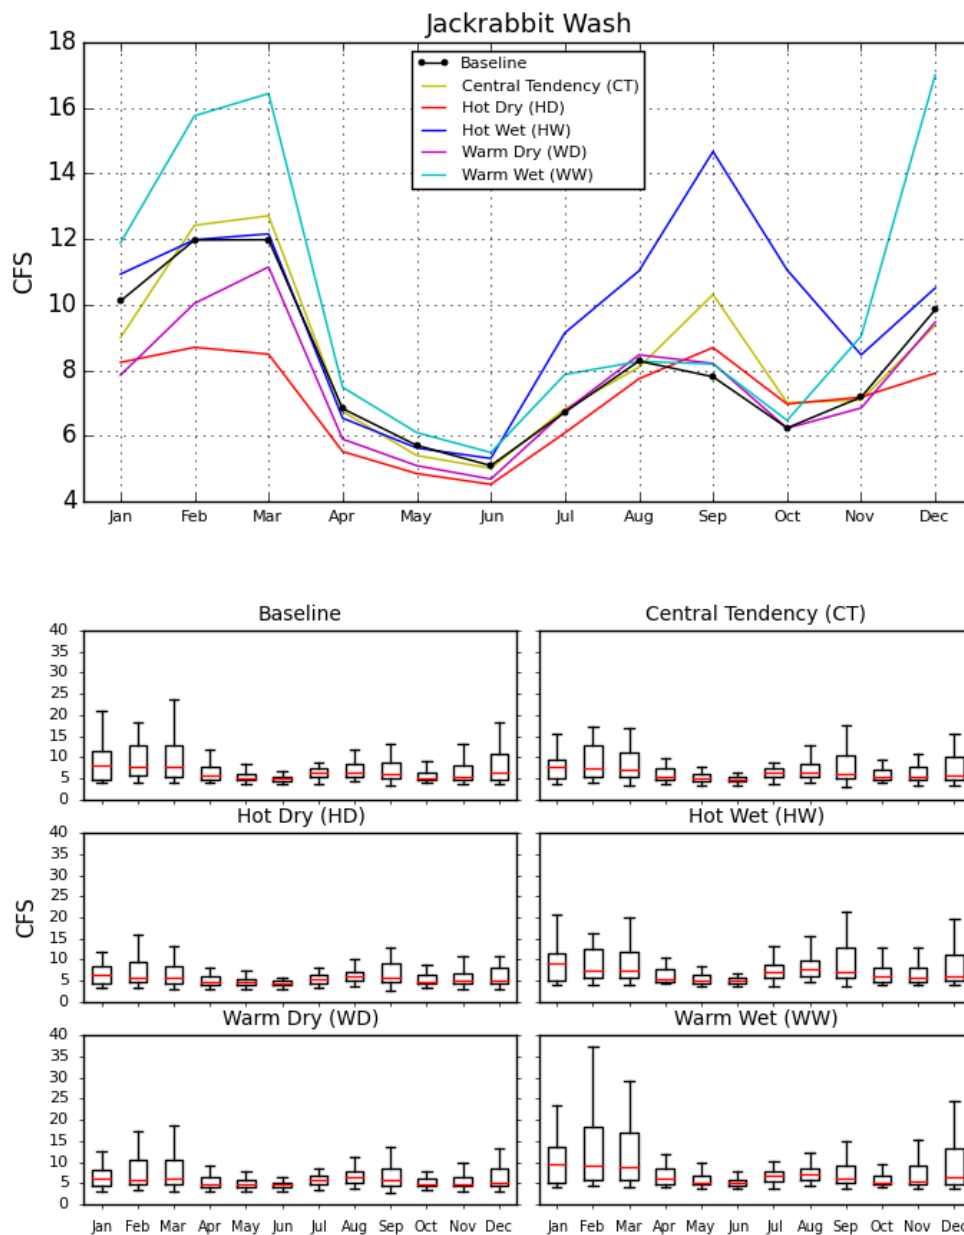 Jackrabbit Wash
18
16
14
12
10
8
6
4
CFS
Baseline
Central Tendency (CT)
Hot Dry (HD)
Hot Wet (HW)
Warm Dry (WD)
Warm Wet (WW)
Jan Feb Mar Apr May Jun Jul Aug Sep Oct Nov Dec
Baseline Central Tendency (CT)
40
35
30
25
20
15
10
5
0
Hot Dry (HD) Hot Wet (HW)
40
35
30
25
20
15
10
5
0
CFS
Warm Dry (WD) Warm Wet (WW)
40
35
30
25
20
15
10
5
0
Jan Feb Mar Apr May Jun Jul Aug Sep Oct Nov Dec Jan Feb Mar Apr May Jun Jul Aug Sep Oct Nov Dec